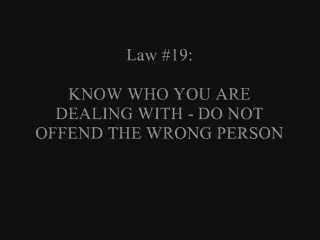 Law #19:
KNOW WHO YOU ARE
DEALING WITH - DO NOT
OFFEND THE WRONG PERSON